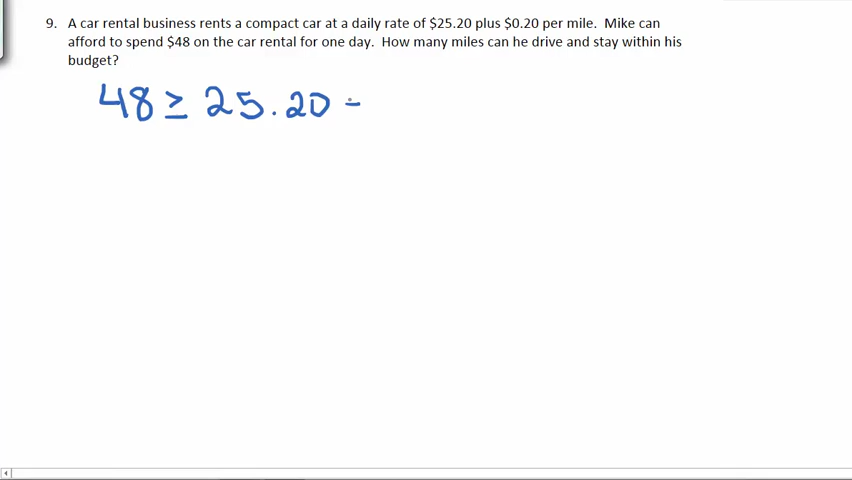 9. A car rental business rents a compact car at a daily rate of $25.20 plus $0.20 per mile. Mike can
afford to spend $48 on the car rental for one day. How many miles can he drive and stay within his
budget?
48 ≥ 25.20